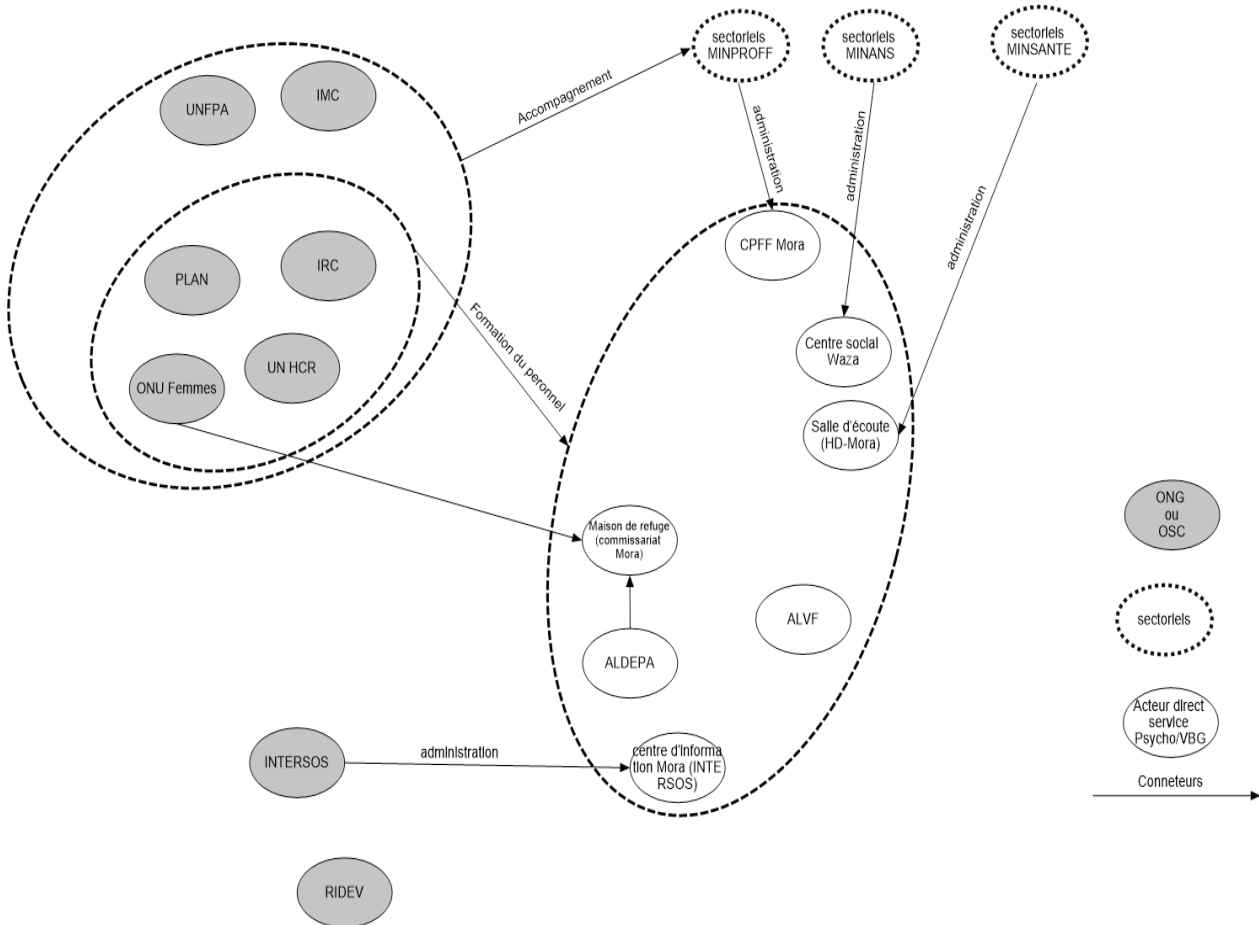 sectoriels
MINPROFF
sectoriels
MINANS
sectoriels
MINSANTE
UNFPA
IMC
Accompagnement
administration
administration
administration
PLAN
IRC
UN HCR
ONU Femmes
Formation du peronnel
CPFF Mora
Centre social
Waza
Salle d'écoute
(HD-Mora)
Maison de refuge
(commissariat
Mora)
ALVF
ALDEPA
INTERSOS
administration
centre d'informa
tion Mora (INTE
RSOS)
RIDEV
ONG
ou
OSC
sectoriels
Acteur direct
service
Psycho/VBG
Conneteurs